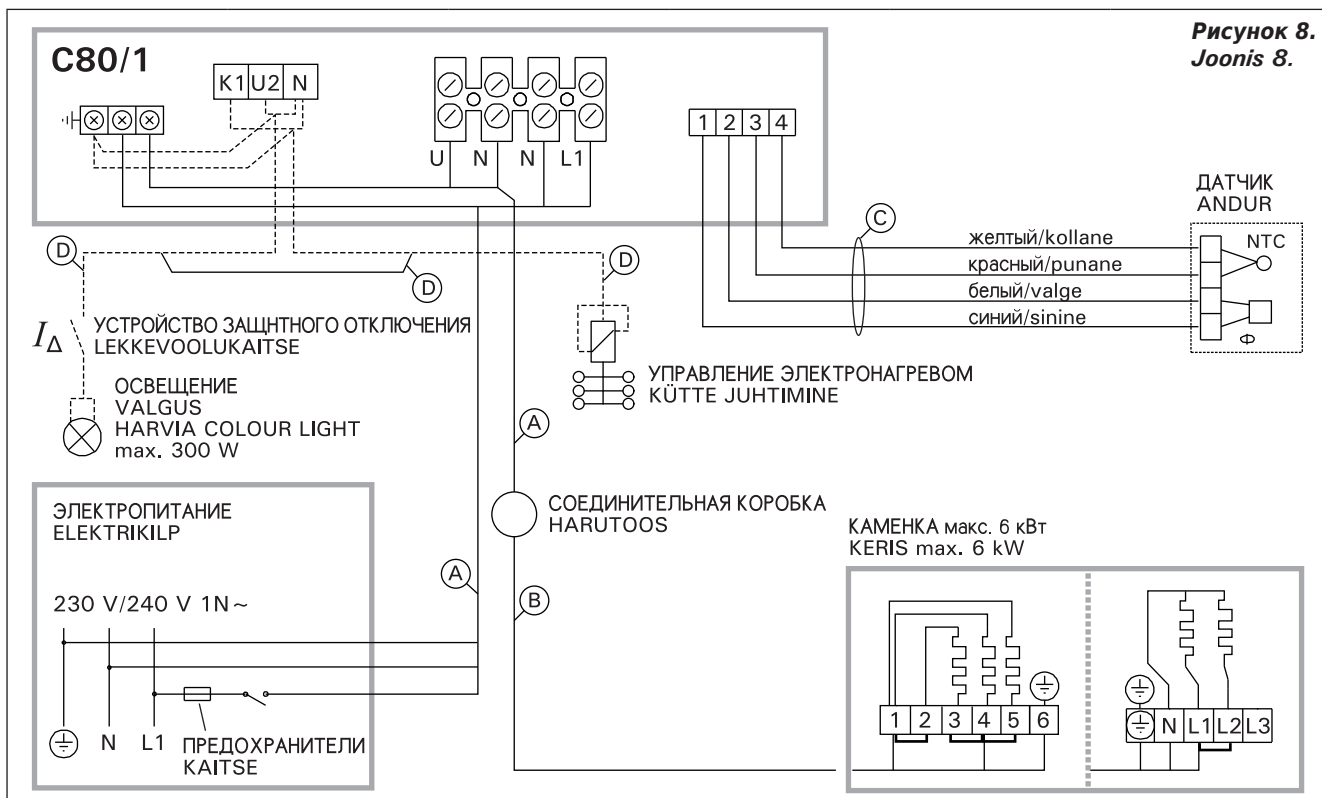 Рисунок 8.
Joonis 8.
C80/1
K1 U2 N
U N N L1
1 2 3 4
ДАТЧИК
ANDUR
C
желтый/kollane
NTC
красный/punane
белый/valge
синий/sinine
Ф
D
D
D
I∆
УСТРОЙСТВО ЗАЩНТНОГО ОТКЛЮЧЕНИЯ
LEKKEVOOLUKAITSE
УПРАВЛЕНИЕ ЭЛЕКТРОНАГРЕВОМ
KÜTTE JUHTIMINE
ОСВЕЩЕНИЕ
VALGUS
HARVIA COLOUR LIGHT
max. 300 W
A
СОЕДИНИТЕЛЬНАЯ КОРОБКА
HARUTOOS
ЭЛЕКТРОПИТАНИЕ
ELEKTRIKILP
КАМЕНКА макс. 6 кВт
KERIS max. 6 kW
A
B
230 V/240 V 1N~
N L1
ПРЕДОХРАНИТЕЛИ
KAITSE
1 2 3 4 5 6
N L1 L2 L3